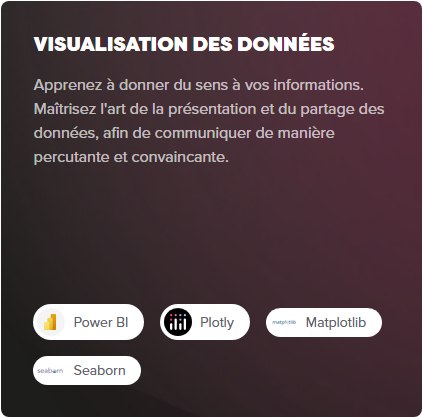 VISUALISATION DES DONNÉES
Apprenez à donner du sens à vos informations.
Maîtrisez l'art de la présentation et du partage des
données, afin de communiquer de manière
percutante et convaincante.
Power BI
Plotly
matplotlib Matplotlib
seaborn Seaborn